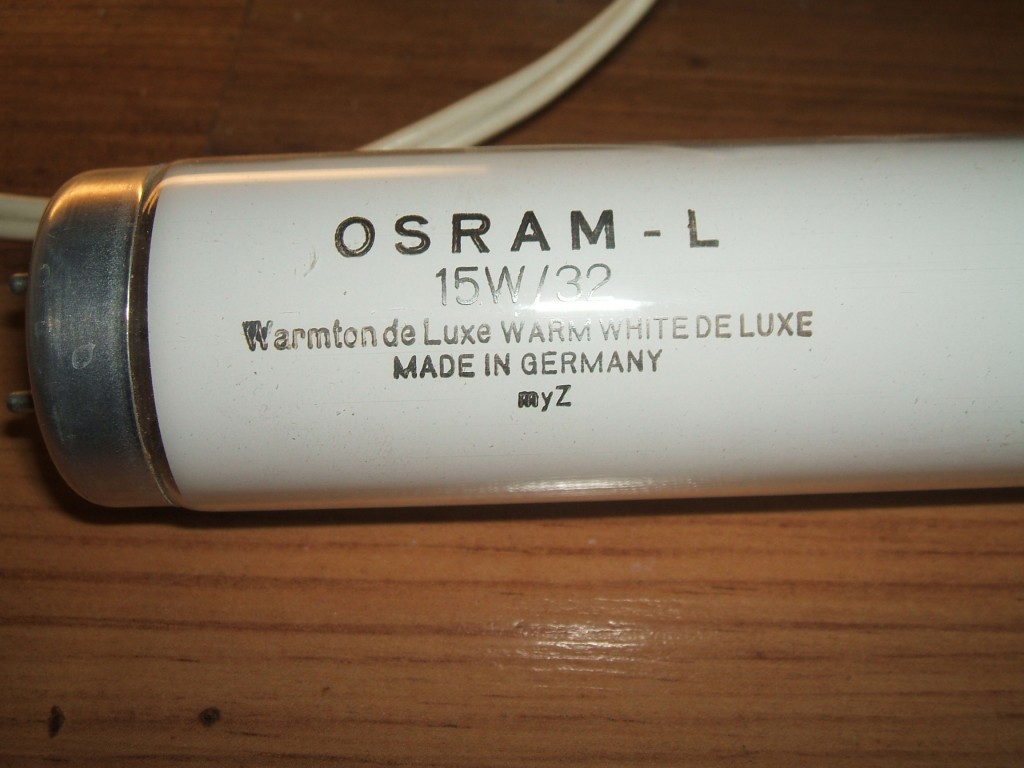 OSRAM - L
15W/32
Warmton de Luxe WARM WHITE DE LUXE
MADE IN GERMANY
myZ